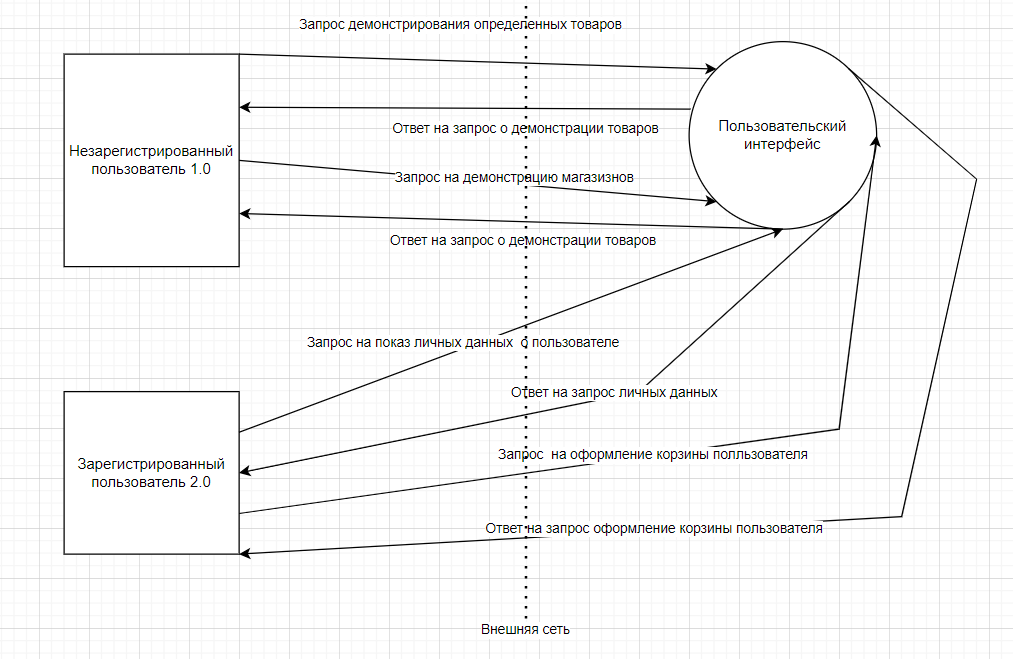 Запрос демонстрирования определенных товаров
Ответ на запрос о демонстрации товаров
Пользовательский
интерфейс
Незарегистрированный
пользователь 1.0
Запрос на демонстрацию магазизнов
Ответ на запрос о демонстрации товаров
Запрос на показ личных данных о пользователе
Ответ на запрос личных данных
Зарегистрированный
пользователь 2.0
Запрос на оформление корзины полльзователя
Ответ на запрос оформление корзины пользователя
Внешняя сеть